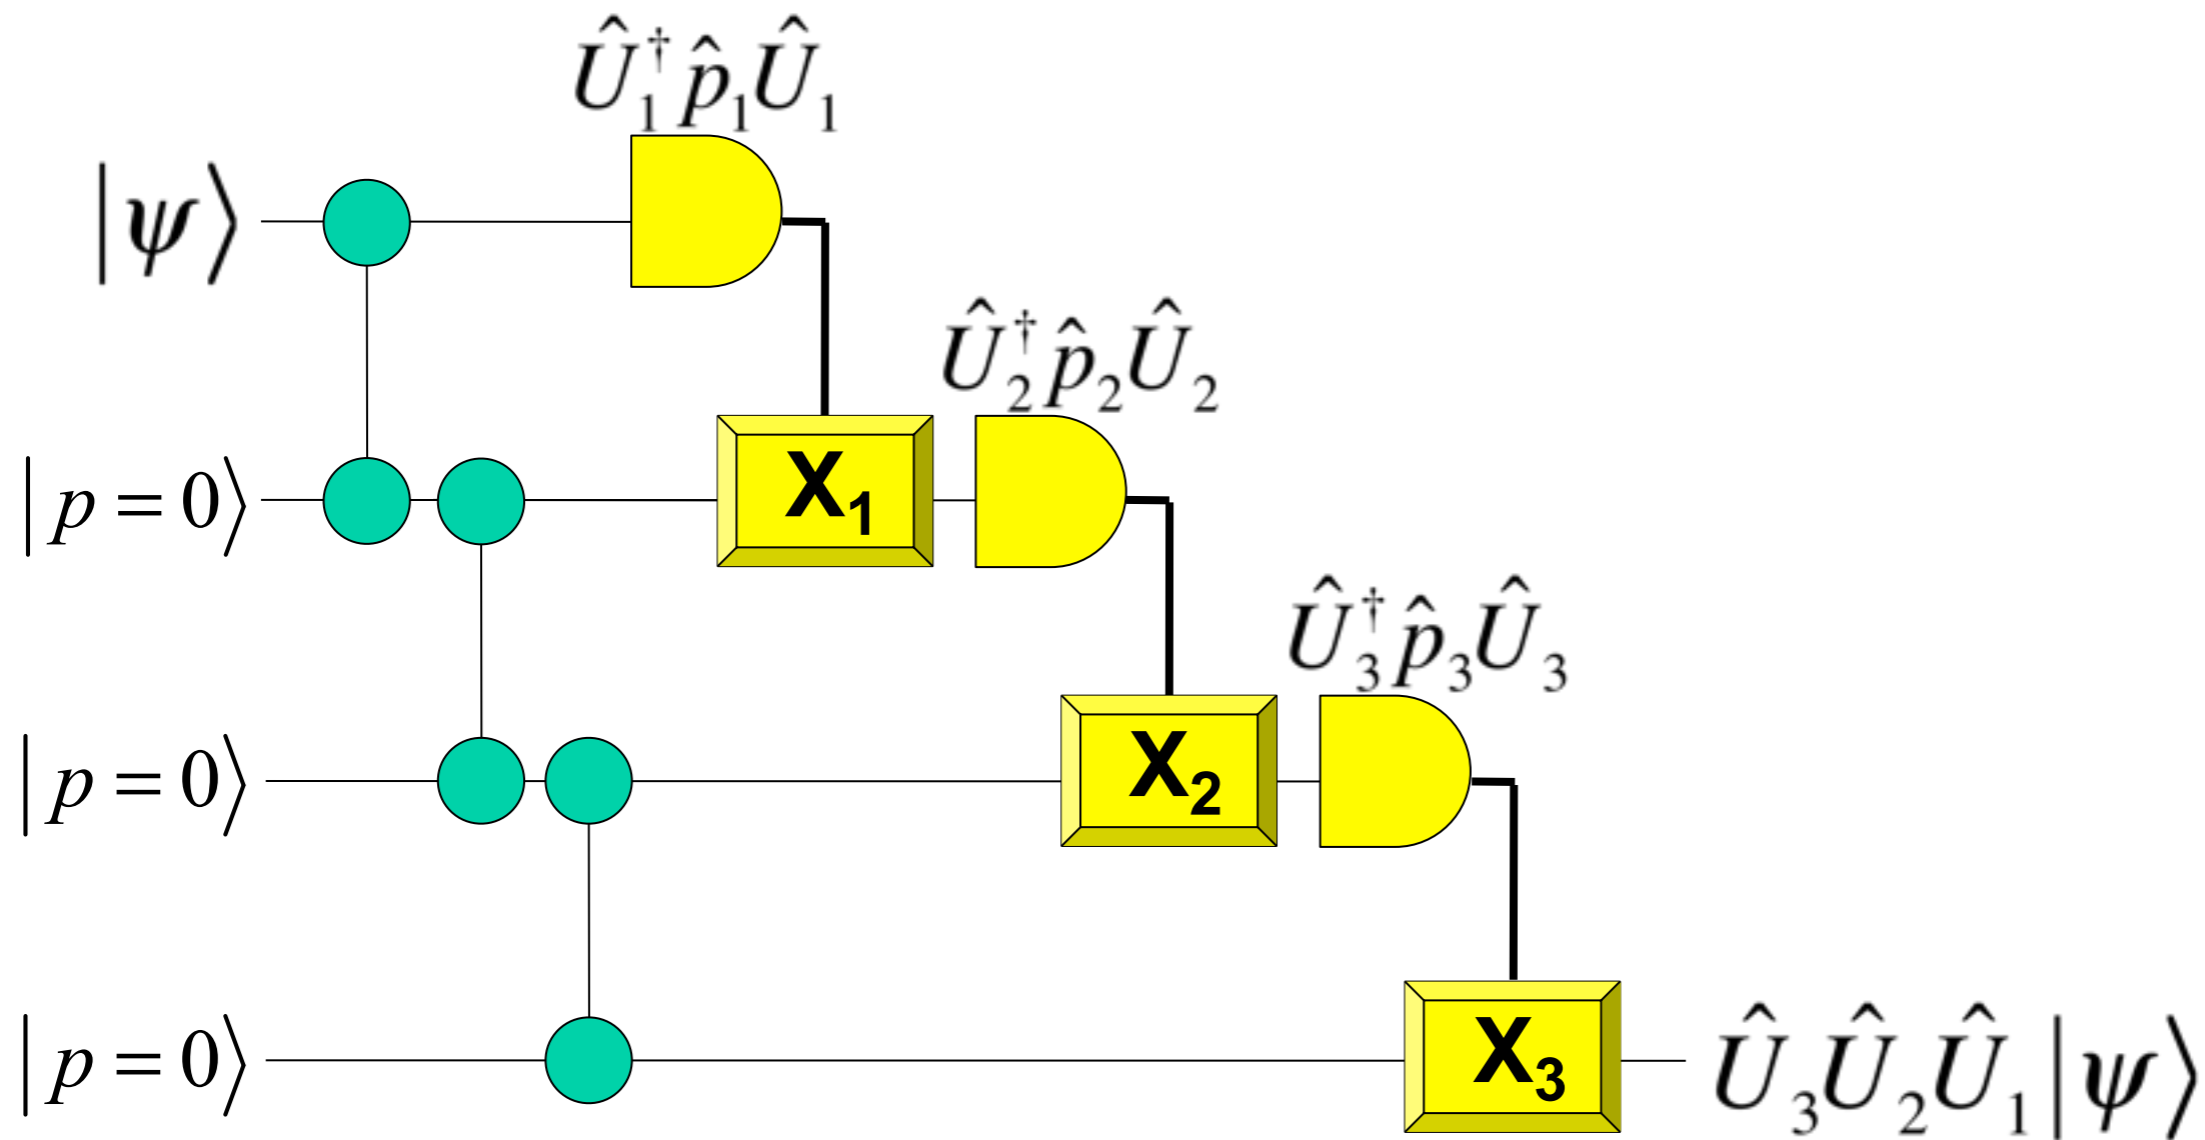 Û₁†p̂₁Û₁
|ψ⟩
Û₂†p̂₂Û₂
|p = 0⟩
X₁
Û₃†p̂₃Û₃
|p = 0⟩
X₂
|p = 0⟩
X₃
Û₃Û₂Û₁|ψ⟩